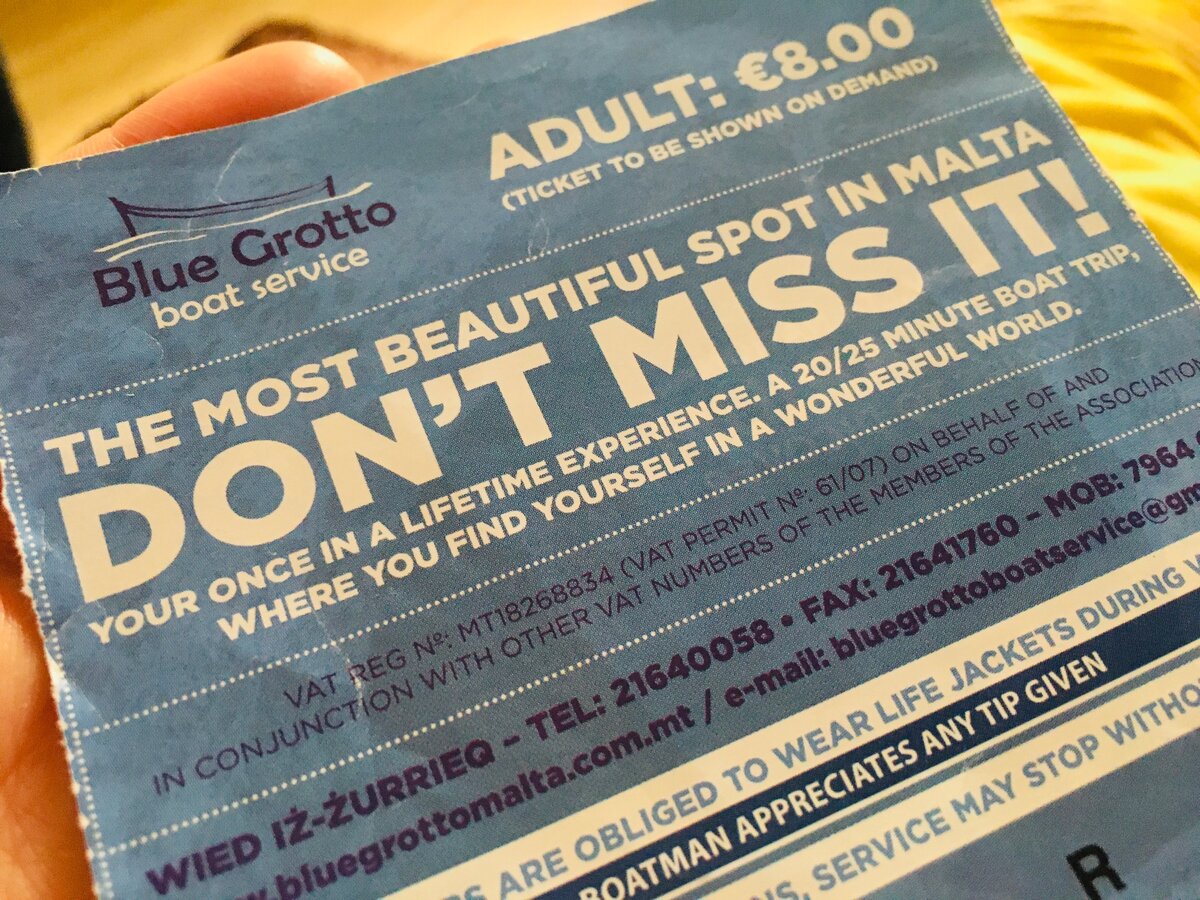 Blue Grotto
boat service
ADULT: €8.00
(TICKET TO BE SHOWN ON DEMAND)
THE MOST BEAUTIFUL SPOT IN MALTA
DON'T MISS IT!
YOUR ONCE IN A LIFETIME EXPERIENCE. A 20/25 MINUTE BOAT TRIP,
WHERE YOU FIND YOURSELF IN A WONDERFUL WORLD.
VAT REG Nº: MT18268834 (VAT PERMIT Nº: 61/07) ON BEHALF OF AND
IN CONJUNCTION WITH OTHER VAT NUMBERS OF THE MEMBERS OF THE ASSOCIATION
WIED IŻ-ŻURRIEQ – TEL: 21640058 • FAX: 21641760 – MOB: 7964
.bluegrottomalta.com.mt / e-mail: bluegrottoboatservice@gm
ARE OBLIGED TO WEAR LIFE JACKETS DURING
BOATMAN APPRECIATES ANY TIP GIVEN
SERVICE MAY STOP
R